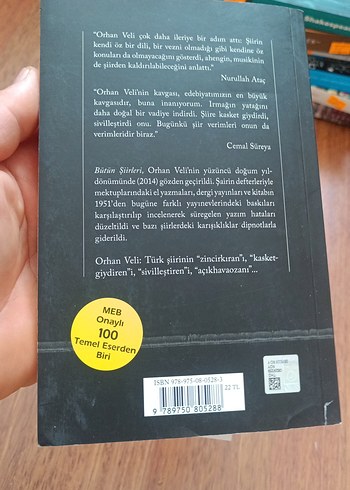 "Orhan Veli çok daha ileriye bir adım attı: Şiirin
kendi öz bir dili, bir vezni olmadığı gibi kendine öz
konuları da olmayacağını gösterdi, ahengin, musikinin
de şiirden kaldırılabileceğini anlattı."
Nurullah Ataç
"Orhan Veli'nin kavgası, edebiyatımızın en büyük
kavgasıdır, buna inanıyorum. Irmağın yatağını
daha doğal bir vadiye indirdi. Şiire kasket giydirdi,
sivilleştirdi onu. Bugünkü şiir verimleri onun da
verimleridir biraz."
Cemal Süreya
Bütün Şiirleri, Orhan Veli'nin yüzüncü doğum yıl-
dönümünde (2014) gözden geçirildi. Şairin defterleriyle
mektuplarındaki el yazmaları, dergi yayınları ve kitabın
1951'den bugüne farklı yayınevlerindeki baskıları
karşılaştırılıp incelenerek süregelen yazım hataları
düzeltildi ve bazı şiirlerdeki karışıklıklar dipnotlarla
giderildi.
Orhan Veli: Türk şiirinin "zincirkıran"ı, "kasket-
giydiren"i, "sivilleştiren"i, "açıkhavaozanı"...
MEB
Onaylı
100
Temel Eserden
Biri
ISBN 978-975-08-0528-8
22 TL
9 789750 805288
Shakespeare